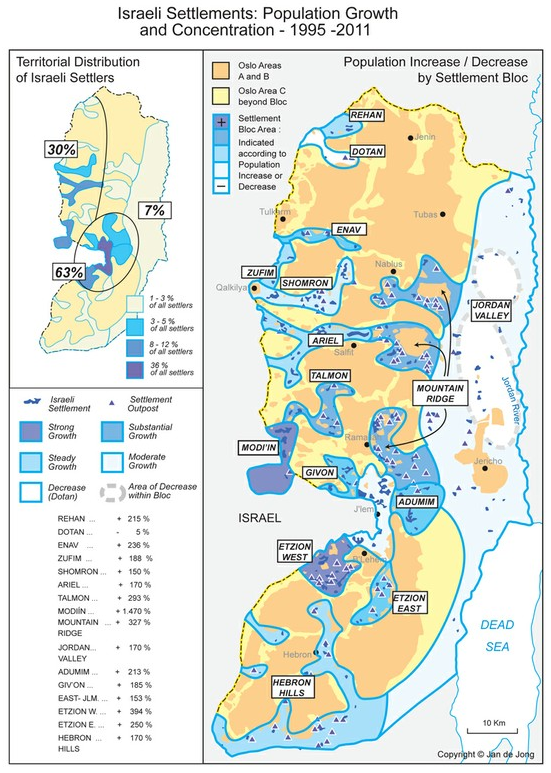 Israeli Settlements: Population Growth
and Concentration - 1995 -2011
Territorial Distribution
of Israeli Settlers
30%
7%
63%
1 - 3 %
of all settlers
3 - 5 %
of all settlers
8 - 12 %
of all settlers
36 %
of all settlers
Israeli
Settlement
Settlement
Outpost
Strong
Growth
Substantial
Growth
Steady
Growth
Moderate
Growth
Decrease
(Dotan)
Area of Decrease
within Bloc
REHAN ... + 215 %
DOTAN ... - 5 %
ENAV ... + 236 %
ZUFIM ... + 188 %
SHOMRON ... + 150 %
ARIEL ... + 170 %
TALMON ... + 293 %
MODIÍN ... + 1.470 %
MOUNTAIN ... + 327 %
RIDGE
JORDAN... + 170 %
VALLEY
ADUMIM ... + 213 %
GIV'ON ... + 185 %
EAST- JLM. ... + 153 %
ETZION W. ... + 394 %
ETZION E. ... + 250 %
HEBRON ... + 170 %
HILLS
Oslo Areas
A and B
Oslo Area C
beyond Bloc
+
Settlement
Bloc Area :
Indicated
according to
Population
Increase or
Decrease
−
Population Increase / Decrease
by Settlement Bloc
REHAN
Jenin
DOTAN
Tulkarm
Tubas
ENAV
ZUFIM
Nablus
SHOMRON
Qalkilya
JORDAN
VALLEY
ARIEL
Salfit
TALMON
MOUNTAIN
RIDGE
Jordan River
MODI'IN
Ramallah
Jericho
GIVON
ADUMIM
J'lem
ISRAEL
ETZION
WEST
B'Lehem
ETZION
EAST
DEAD
SEA
Hebron
HEBRON
HILLS
10 Km
Copyright © Jan de Jong